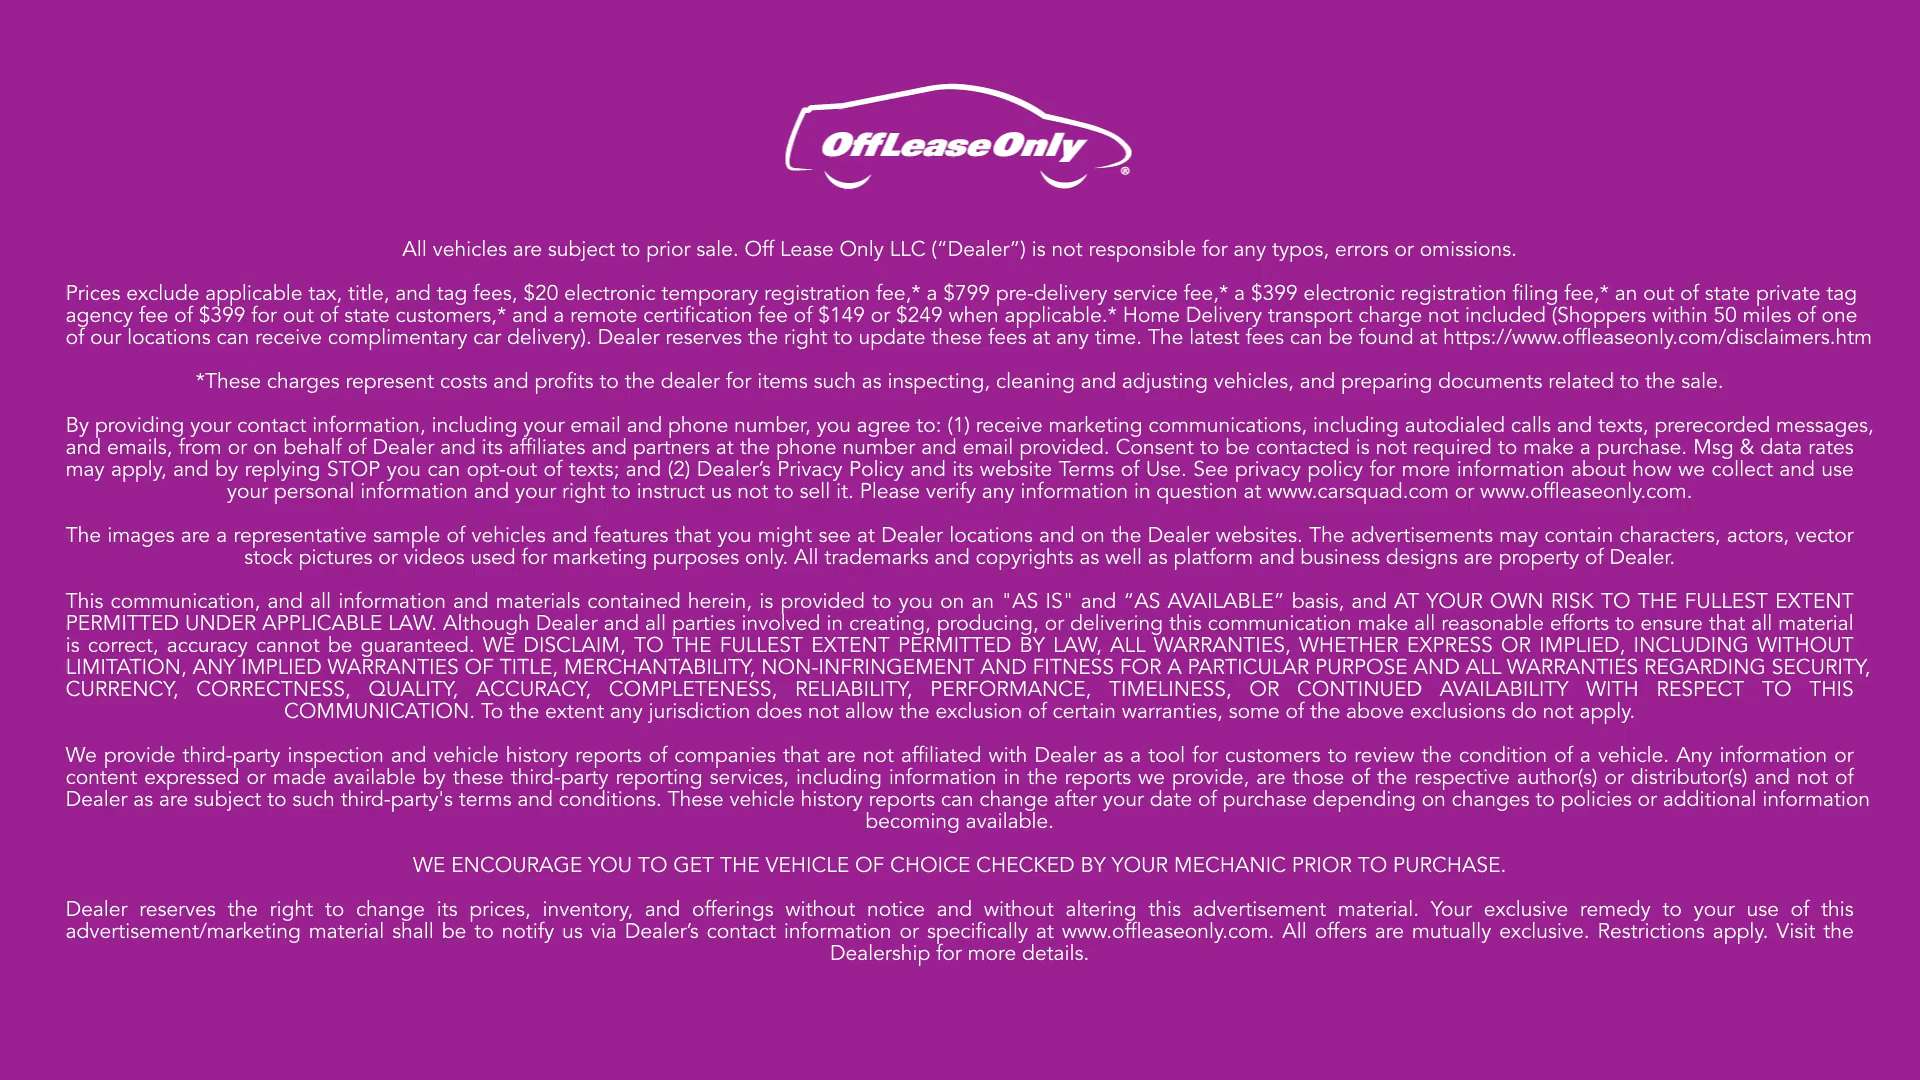 OffLeaseOnly
®
All vehicles are subject to prior sale. Off Lease Only LLC (“Dealer”) is not responsible for any typos, errors or omissions.
Prices exclude applicable tax, title, and tag fees, $20 electronic temporary registration fee,* a $799 pre-delivery service fee,* a $399 electronic registration filing fee,* an out of state private tag
agency fee of $399 for out of state customers,* and a remote certification fee of $149 or $249 when applicable.* Home Delivery transport charge not included (Shoppers within 50 miles of one
of our locations can receive complimentary car delivery). Dealer reserves the right to update these fees at any time. The latest fees can be found at https://www.offleaseonly.com/disclaimers.htm
*These charges represent costs and profits to the dealer for items such as inspecting, cleaning and adjusting vehicles, and preparing documents related to the sale.
By providing your contact information, including your email and phone number, you agree to: (1) receive marketing communications, including autodialed calls and texts, prerecorded messages,
and emails, from or on behalf of Dealer and its affiliates and partners at the phone number and email provided. Consent to be contacted is not required to make a purchase. Msg & data rates
may apply, and by replying STOP you can opt-out of texts; and (2) Dealer’s Privacy Policy and its website Terms of Use. See privacy policy for more information about how we collect and use
your personal information and your right to instruct us not to sell it. Please verify any information in question at www.carsquad.com or www.offleaseonly.com.
The images are a representative sample of vehicles and features that you might see at Dealer locations and on the Dealer websites. The advertisements may contain characters, actors, vector
stock pictures or videos used for marketing purposes only. All trademarks and copyrights as well as platform and business designs are property of Dealer.
This communication, and all information and materials contained herein, is provided to you on an "AS IS" and “AS AVAILABLE” basis, and AT YOUR OWN RISK TO THE FULLEST EXTENT
PERMITTED UNDER APPLICABLE LAW. Although Dealer and all parties involved in creating, producing, or delivering this communication make all reasonable efforts to ensure that all material
is correct, accuracy cannot be guaranteed. WE DISCLAIM, TO THE FULLEST EXTENT PERMITTED BY LAW, ALL WARRANTIES, WHETHER EXPRESS OR IMPLIED, INCLUDING WITHOUT
LIMITATION, ANY IMPLIED WARRANTIES OF TITLE, MERCHANTABILITY, NON-INFRINGEMENT AND FITNESS FOR A PARTICULAR PURPOSE AND ALL WARRANTIES REGARDING SECURITY,
CURRENCY, CORRECTNESS, QUALITY, ACCURACY, COMPLETENESS, RELIABILITY, PERFORMANCE, TIMELINESS, OR CONTINUED AVAILABILITY WITH RESPECT TO THIS
COMMUNICATION. To the extent any jurisdiction does not allow the exclusion of certain warranties, some of the above exclusions do not apply.
We provide third-party inspection and vehicle history reports of companies that are not affiliated with Dealer as a tool for customers to review the condition of a vehicle. Any information or
content expressed or made available by these third-party reporting services, including information in the reports we provide, are those of the respective author(s) or distributor(s) and not of
Dealer as are subject to such third-party's terms and conditions. These vehicle history reports can change after your date of purchase depending on changes to policies or additional information
becoming available.
WE ENCOURAGE YOU TO GET THE VEHICLE OF CHOICE CHECKED BY YOUR MECHANIC PRIOR TO PURCHASE.
Dealer reserves the right to change its prices, inventory, and offerings without notice and without altering this advertisement material. Your exclusive remedy to your use of this
advertisement/marketing material shall be to notify us via Dealer’s contact information or specifically at www.offleaseonly.com. All offers are mutually exclusive. Restrictions apply. Visit the
Dealership for more details.